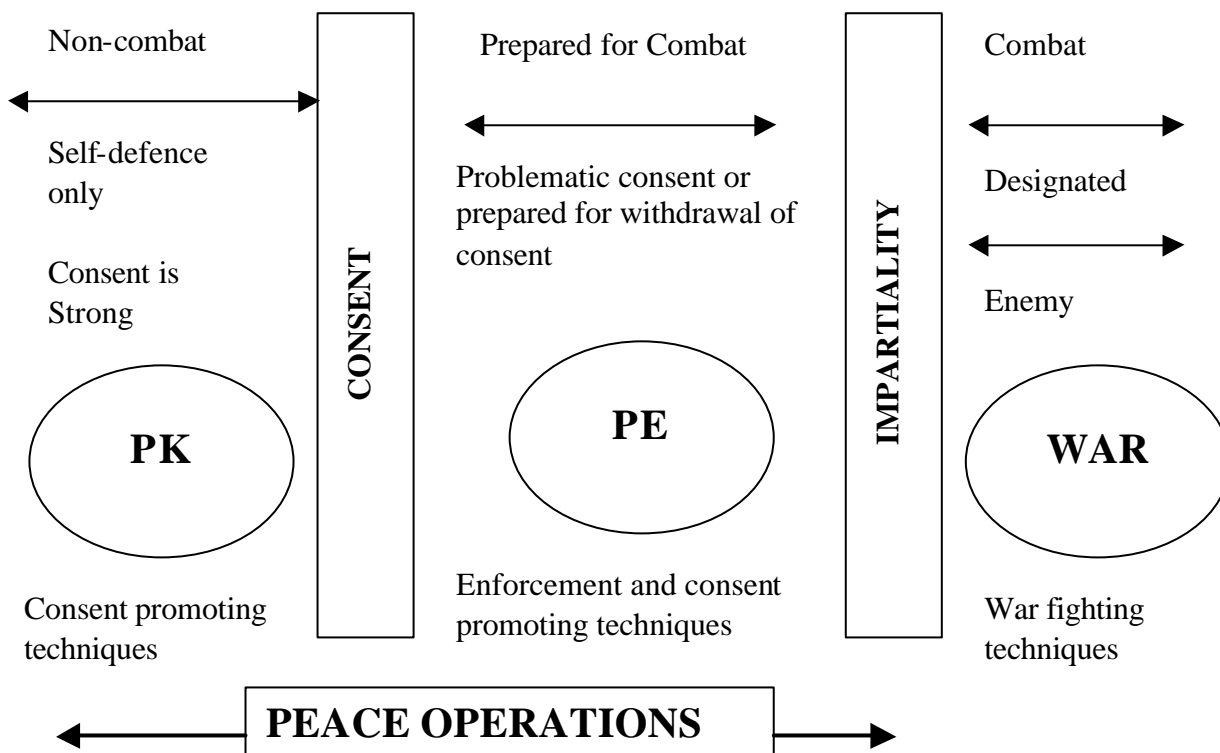 Non-combat
Self-defence
only
Consent is
Strong
PK
Consent promoting
techniques
CONSENT
Prepared for Combat
Problematic consent or
prepared for withdrawal of
consent
PE
Enforcement and consent
promoting techniques
IMPARTIALITY
Combat
Designated
Enemy
WAR
War fighting
techniques
PEACE OPERATIONS